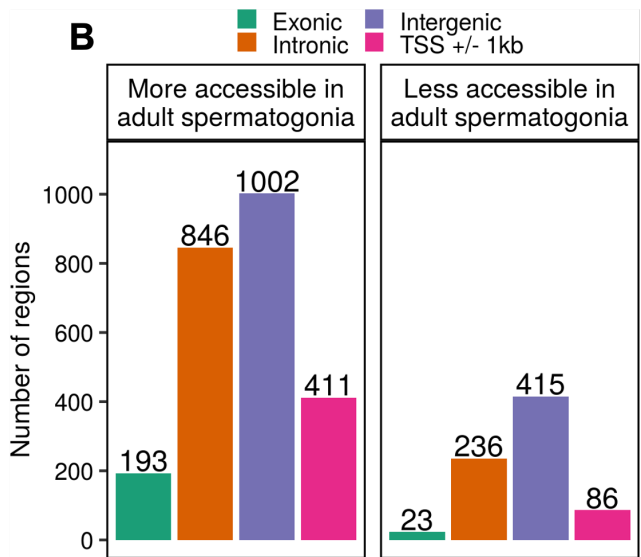 B
Exonic
Intergenic
Intronic
TSS +/- 1kb
More accessible in
adult spermatogonia
Less accessible in
adult spermatogonia
Number of regions
1000
800
600
400
200
0
193
846
1002
411
23
236
415
86